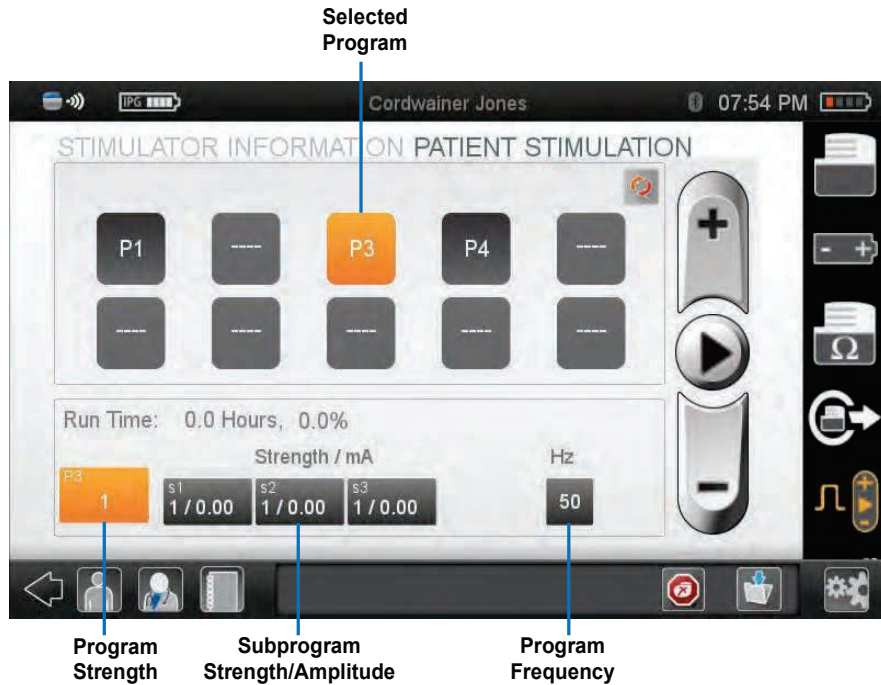 Selected
Program
IPG
Cordwainer Jones
07:54 PM
STIMULATOR INFORMATION PATIENT STIMULATION
P1 ---- P3 P4 ----
---- ---- ---- ---- ----
Run Time: 0.0 Hours, 0.0%
Strength / mA Hz
P3
1
s1 s2 s3
1 / 0.00 1 / 0.00 1 / 0.00
50
Program
Strength
Subprogram
Strength/Amplitude
Program
Frequency
+
-
- +
Ω